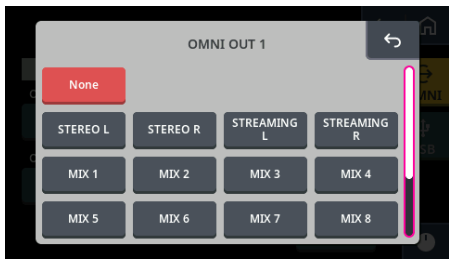 OMNI OUT 1
None
STEREO L
STEREO R
STREAMING
L
STREAMING
R
MIX 1
MIX 2
MIX 3
MIX 4
MIX 5
MIX 6
MIX 7
MIX 8